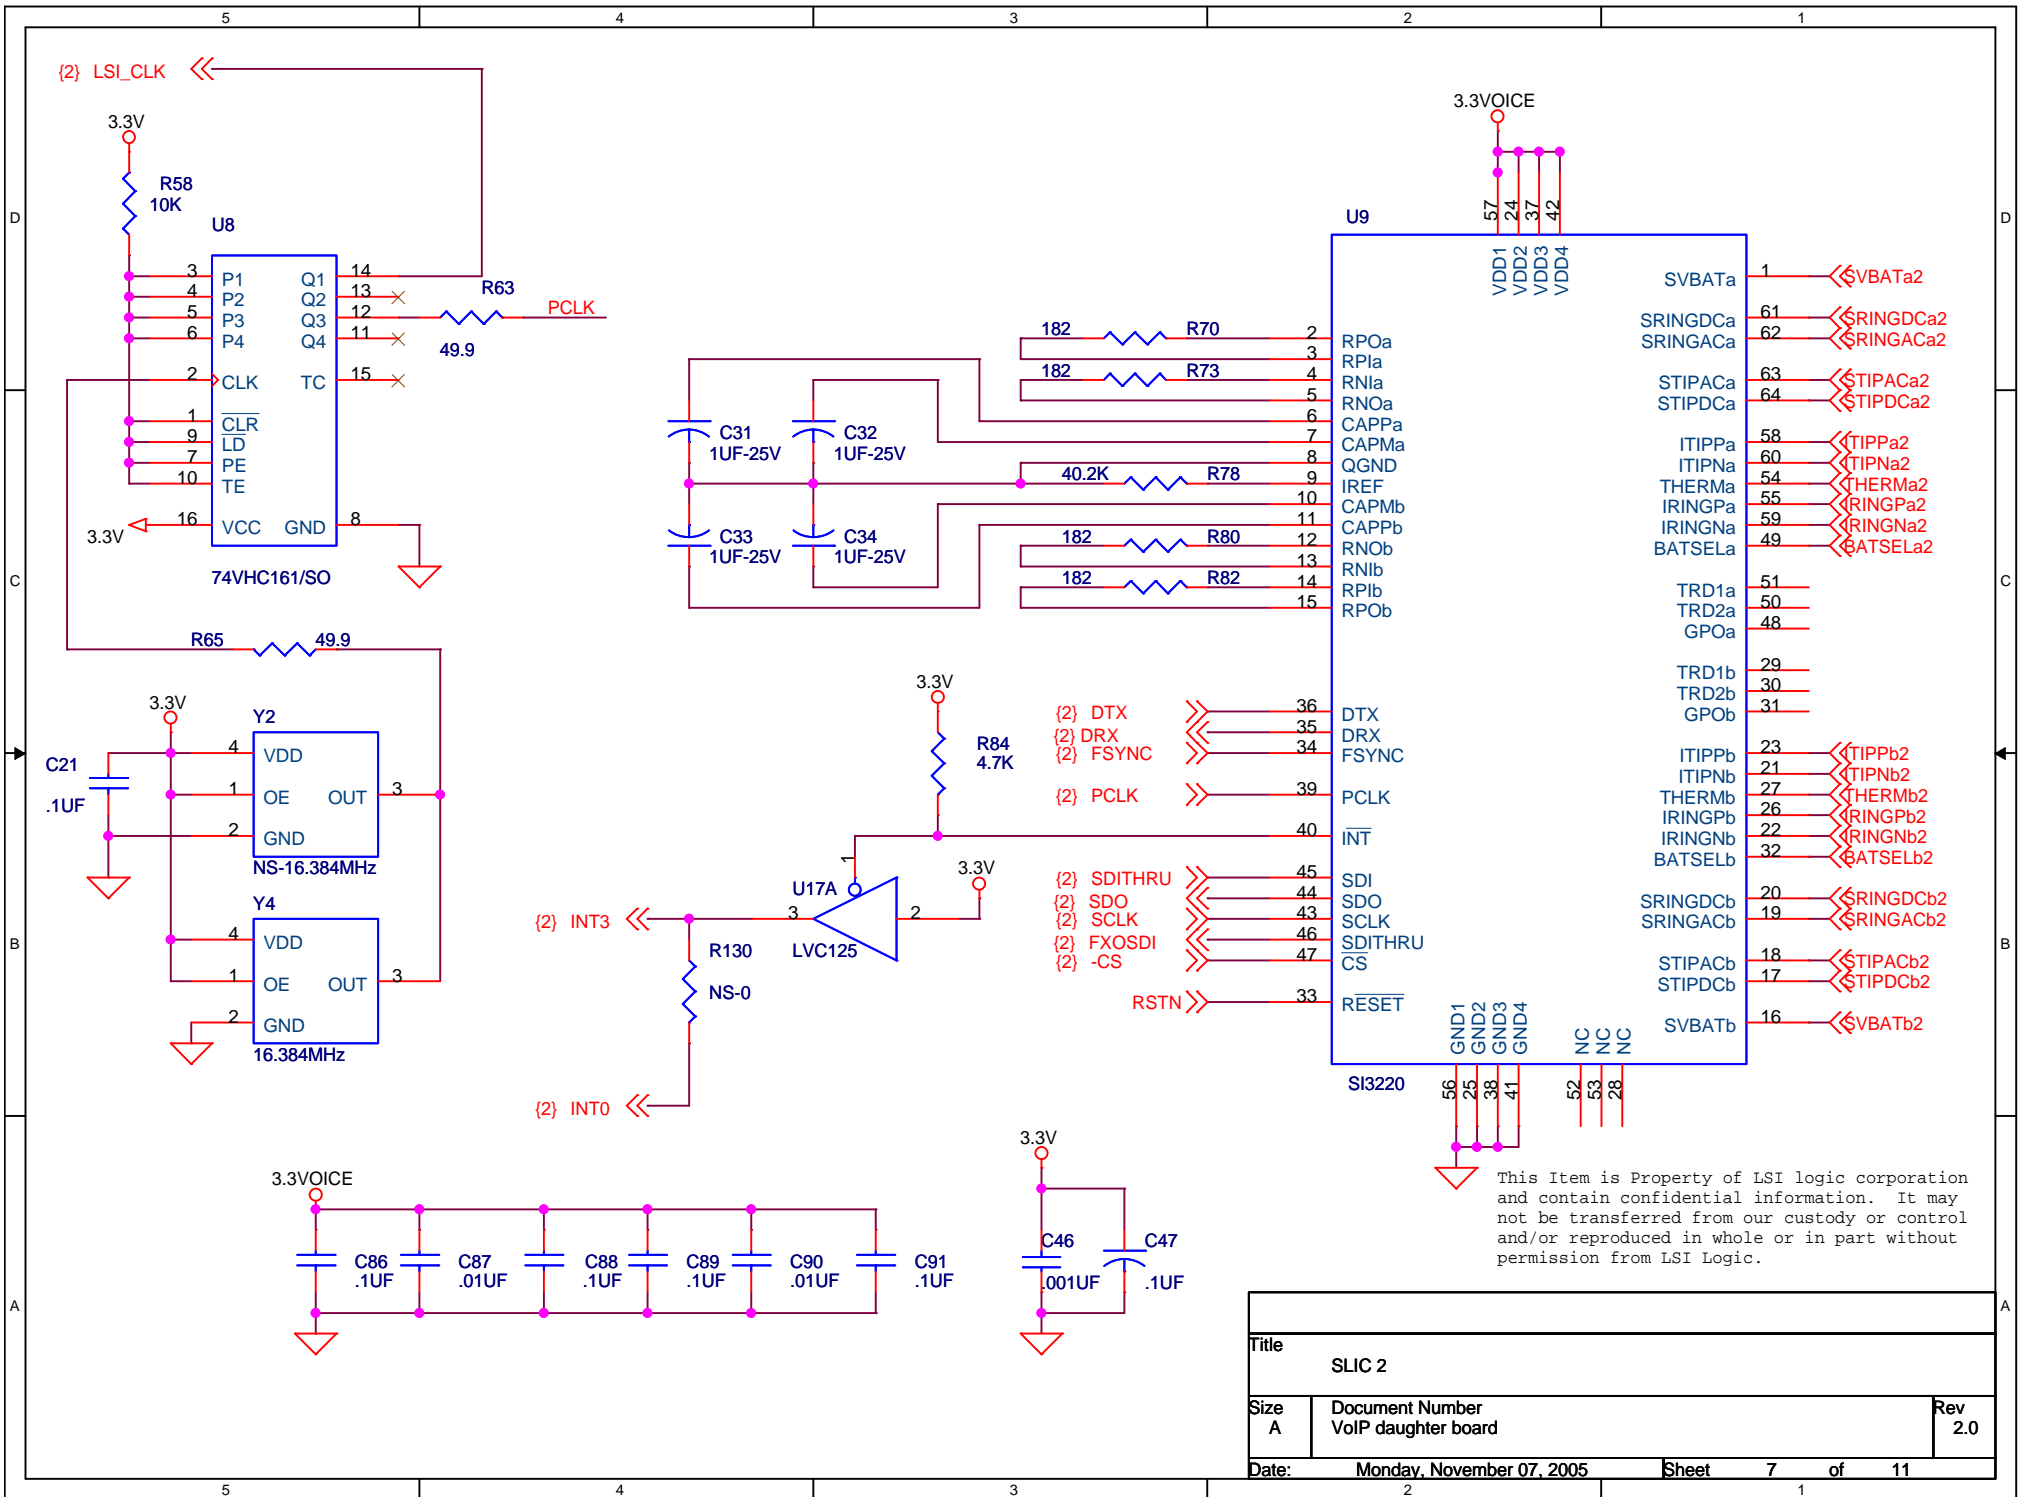 5 4 3 2 1
{2} LSI_CLK
3.3V
R58
10K
U8
3 P1 Q1 14
4 P2 Q2 13
5 P3 Q3 12
6 P4 Q4 11
2 CLK TC 15
1 CLR
9 LD
7 PE
10 TE
3.3V 16 VCC GND 8
74VHC161/SO
R63
49.9
PCLK
R65 49.9
3.3V
C21
.1UF
Y2
4 VDD
1 OE OUT 3
2 GND
NS-16.384MHz
Y4
4 VDD
1 OE OUT 3
2 GND
16.384MHz
C31
1UF-25V
C32
1UF-25V
C33
1UF-25V
C34
1UF-25V
182 R70
182 R73
40.2K R78
182 R80
182 R82
3.3V
R84
4.7K
3.3V
U17A
1
3 2
LVC125
{2} INT3
R130
NS-0
{2} INT0
{2} DTX
{2} DRX
{2} FSYNC
{2} PCLK
{2} SDITHRU
{2} SDO
{2} SCLK
{2} FXOSDI
{2} -CS
RSTN
3.3VOICE
U9
57 24 37 42
VDD1 VDD2 VDD3 VDD4
2 RPOa
3 RPIa
4 RNIa
5 RNOa
6 CAPPa
7 CAPMa
8 QGND
9 IREF
10 CAPMb
11 CAPPb
12 RNOb
13 RNIb
14 RPIb
15 RPOb
36 DTX
35 DRX
34 FSYNC
39 PCLK
40 INT
45 SDI
44 SDO
43 SCLK
46 SDITHRU
47 CS
33 RESET
SVBATa 1 SVBATa2
SRINGDCa 61 SRINGDCa2
SRINGACa 62 SRINGACa2
STIPACa 63 STIPACa2
STIPDCa 64 STIPDCa2
ITIPPa 58 ITIPPa2
ITIPNa 60 ITIPNa2
THERMa 54 THERMa2
IRINGPa 55 IRINGPa2
IRINGNa 59 IRINGNa2
BATSELa 49 BATSELa2
TRD1a 51
TRD2a 50
GPOa 48
TRD1b 29
TRD2b 30
GPOb 31
ITIPPb 23 ITIPPb2
ITIPNb 21 ITIPNb2
THERMb 27 THERMb2
IRINGPb 26 IRINGPb2
IRINGNb 22 IRINGNb2
BATSELb 32 BATSELb2
SRINGDCb 20 SRINGDCb2
SRINGACb 19 SRINGACb2
STIPACb 18 STIPACb2
STIPDCb 17 STIPDCb2
SVBATb 16 SVBATb2
GND1 GND2 GND3 GND4 NC NC NC
56 25 38 41 52 53 28
SI3220
3.3VOICE
C86
.1UF
C87
.01UF
C88
.1UF
C89
.1UF
C90
.01UF
C91
.1UF
3.3V
C46
.001UF
C47
.1UF
This Item is Property of LSI logic corporation
and contain confidential information. It may
not be transferred from our custody or control
and/or reproduced in whole or in part without
permission from LSI Logic.
Title
SLIC 2
Size
A
Document Number
VoIP daughter board
Rev
2.0
Date: Monday, November 07, 2005 Sheet 7 of 11
D D
C C
B B
A A
5 4 3 2 1